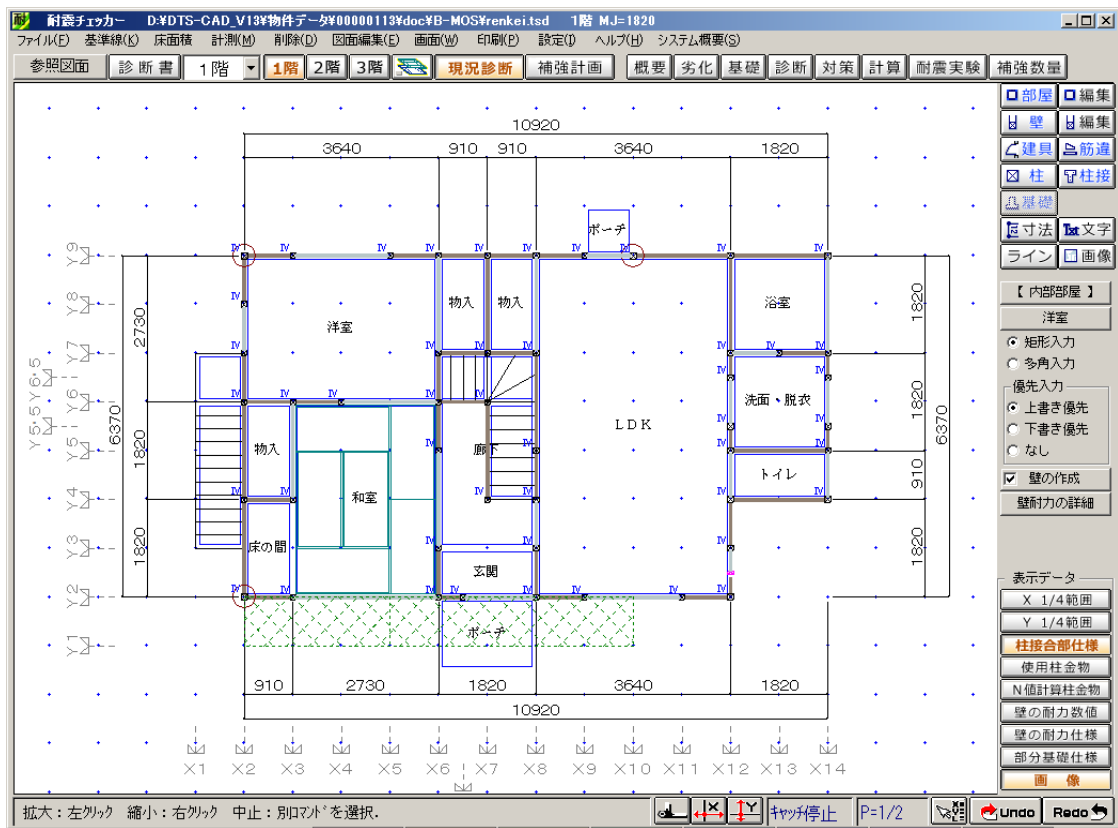 耐震チェッカー D:¥DTS-CAD_V13¥物件データ¥00000113¥doc¥B-MOS¥renkei.tsd 1階 MJ=1820
ファイル(F) 基準線(K) 床面積 計測(M) 削除(D) 図面編集(E) 画面(W) 印刷(P) 設定(I) ヘルプ(H) システム概要(S)
参照図面 診断書 1階 1階 2階 3階 現況診断 補強計画 概要 劣化 基礎 診断 対策 計算 耐震実験 補強数量
部屋 編集
壁 編集
建具 筋違
柱 柱接
基礎
寸法 Txt文字
ライン 画像
【 内部部屋 】
洋室
矩形入力
多角入力
優先入力
上書き優先
下書き優先
なし
壁の作成
壁耐力の詳細
表示データ
X 1/4範囲
Y 1/4範囲
柱接合部仕様
使用柱金物
N値計算柱金物
壁の耐力数値
壁の耐力仕様
部分基礎仕様
画 像
10920
3640 910 910 3640 1820
ポーチ
Y9
Y8
Y7
Y6・5
Y6
Y5・5
Y5
Y4
Y3
Y2
Y1
6370
2730
1820
1820
1820
1820
910
1820
6370
洋室
物入
物入
浴室
洗面・脱衣
LDK
物入
和室
廊下
トイレ
床の間
玄関
ポーチ
910 2730 1820 3640 1820
10920
X1 X2 X3 X4 X5 X6 X7 X8 X9 X10 X11 X12 X13 X14
拡大：左クリック 縮小：右クリック 中止：別コマンドを選択. X Y キャッチ停止 P=1/2 Undo Redo